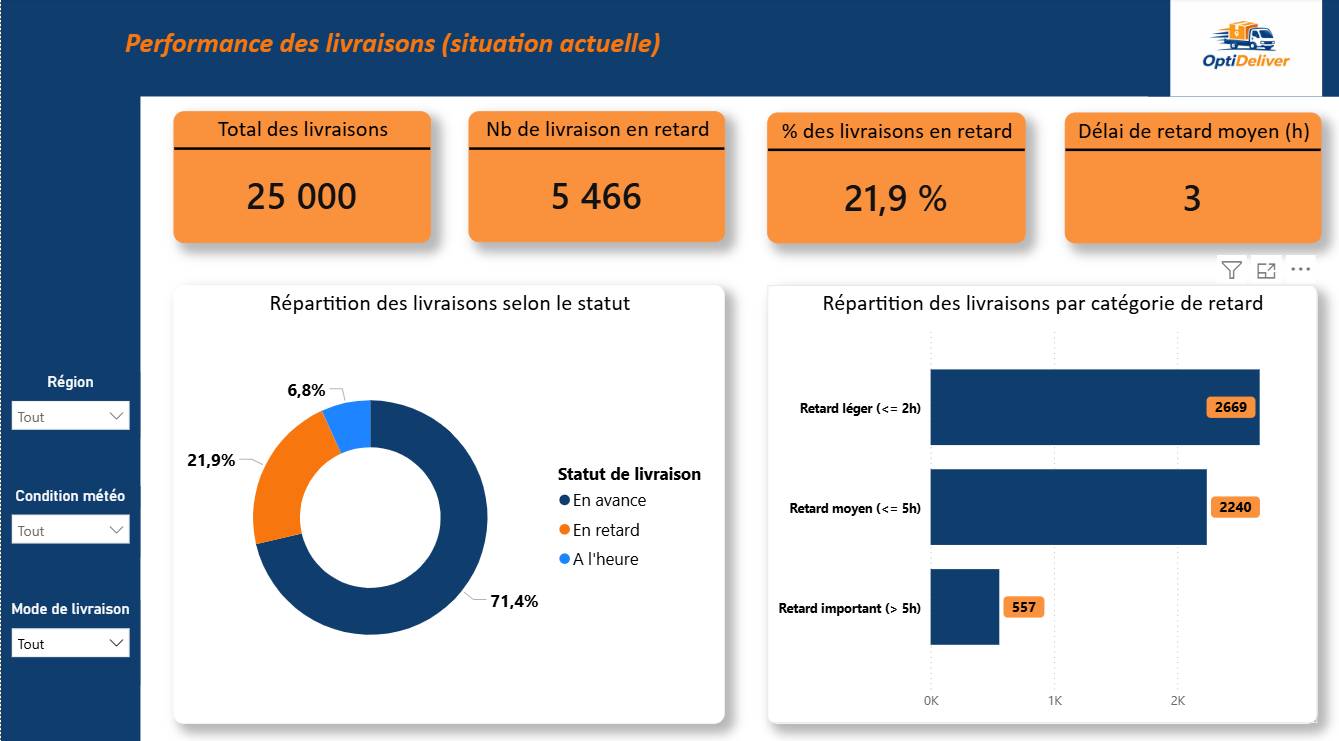 Performance des livraisons (situation actuelle)
OptiDeliver
Total des livraisons
25 000
Nb de livraison en retard
5 466
% des livraisons en retard
21,9 %
Délai de retard moyen (h)
3
Région
Tout
Condition météo
Tout
Mode de livraison
Tout
Répartition des livraisons selon le statut
6,8%
21,9%
71,4%
Statut de livraison
En avance
En retard
A l'heure
Répartition des livraisons par catégorie de retard
Retard léger (<= 2h)
2669
Retard moyen (<= 5h)
2240
Retard important (> 5h)
557
0K
1K
2K